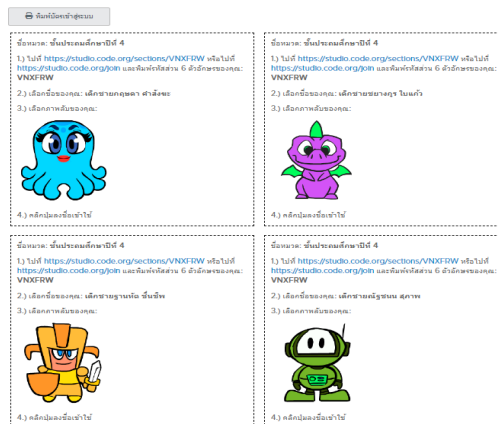 พิมพ์บัตรเข้าสู่ระบบ
ชื่อหมวด: ชั้นประถมศึกษาปีที่ 4
1.) ไปที่ https://studio.code.org/sections/VNXFRW หรือไปที่
https://studio.code.org/join และพิมพ์รหัสส่วน 6 ตัวอักษรของคุณ:
VNXFRW
2.) เลือกชื่อของคุณ: เด็กชายกฤษดา คำสังขะ
3.) เลือกภาพลับของคุณ:
4.) คลิกปุ่มลงชื่อเข้าใช้
ชื่อหมวด: ชั้นประถมศึกษาปีที่ 4
1.) ไปที่ https://studio.code.org/sections/VNXFRW หรือไปที่
https://studio.code.org/join และพิมพ์รหัสส่วน 6 ตัวอักษรของคุณ:
VNXFRW
2.) เลือกชื่อของคุณ: เด็กชายชยางกูร ใบแก้ว
3.) เลือกภาพลับของคุณ:
4.) คลิกปุ่มลงชื่อเข้าใช้
ชื่อหมวด: ชั้นประถมศึกษาปีที่ 4
1.) ไปที่ https://studio.code.org/sections/VNXFRW หรือไปที่
https://studio.code.org/join และพิมพ์รหัสส่วน 6 ตัวอักษรของคุณ:
VNXFRW
2.) เลือกชื่อของคุณ: เด็กชายฐานทัต ชื่นชีพ
3.) เลือกภาพลับของคุณ:
4.) คลิกปุ่มลงชื่อเข้าใช้
ชื่อหมวด: ชั้นประถมศึกษาปีที่ 4
1.) ไปที่ https://studio.code.org/sections/VNXFRW หรือไปที่
https://studio.code.org/join และพิมพ์รหัสส่วน 6 ตัวอักษรของคุณ:
VNXFRW
2.) เลือกชื่อของคุณ: เด็กชายณัฐชนน สุภาพ
3.) เลือกภาพลับของคุณ:
4.) คลิกปุ่มลงชื่อเข้าใช้